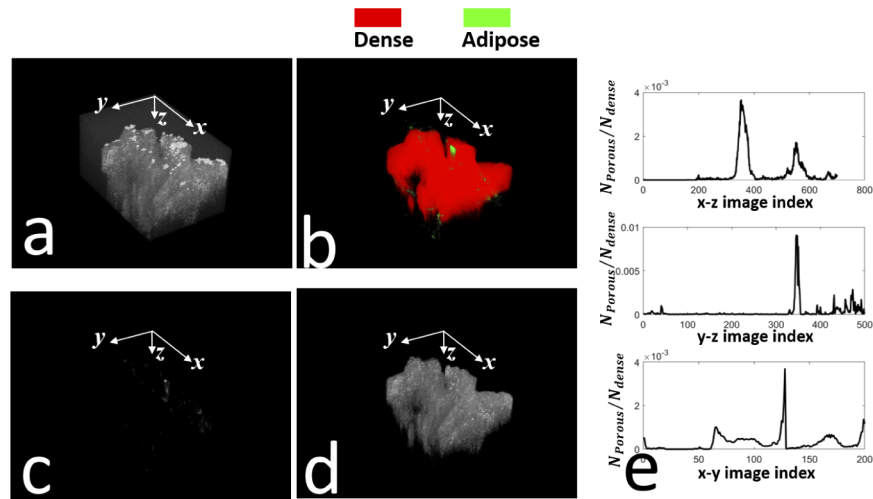 Dense Adipose
y z x
a
y z x
b
y z x
c
y z x
d
N_Porous/N_dense
×10^-3
4
2
0
0 200 400 600 800
x-z image index
N_Porous/N_dense
0.01
0.005
0
0 100 200 300 400 500
y-z image index
N_Porous/N_dense
×10^-3
4
2
0
0 50 100 150 200
x-y image index
e